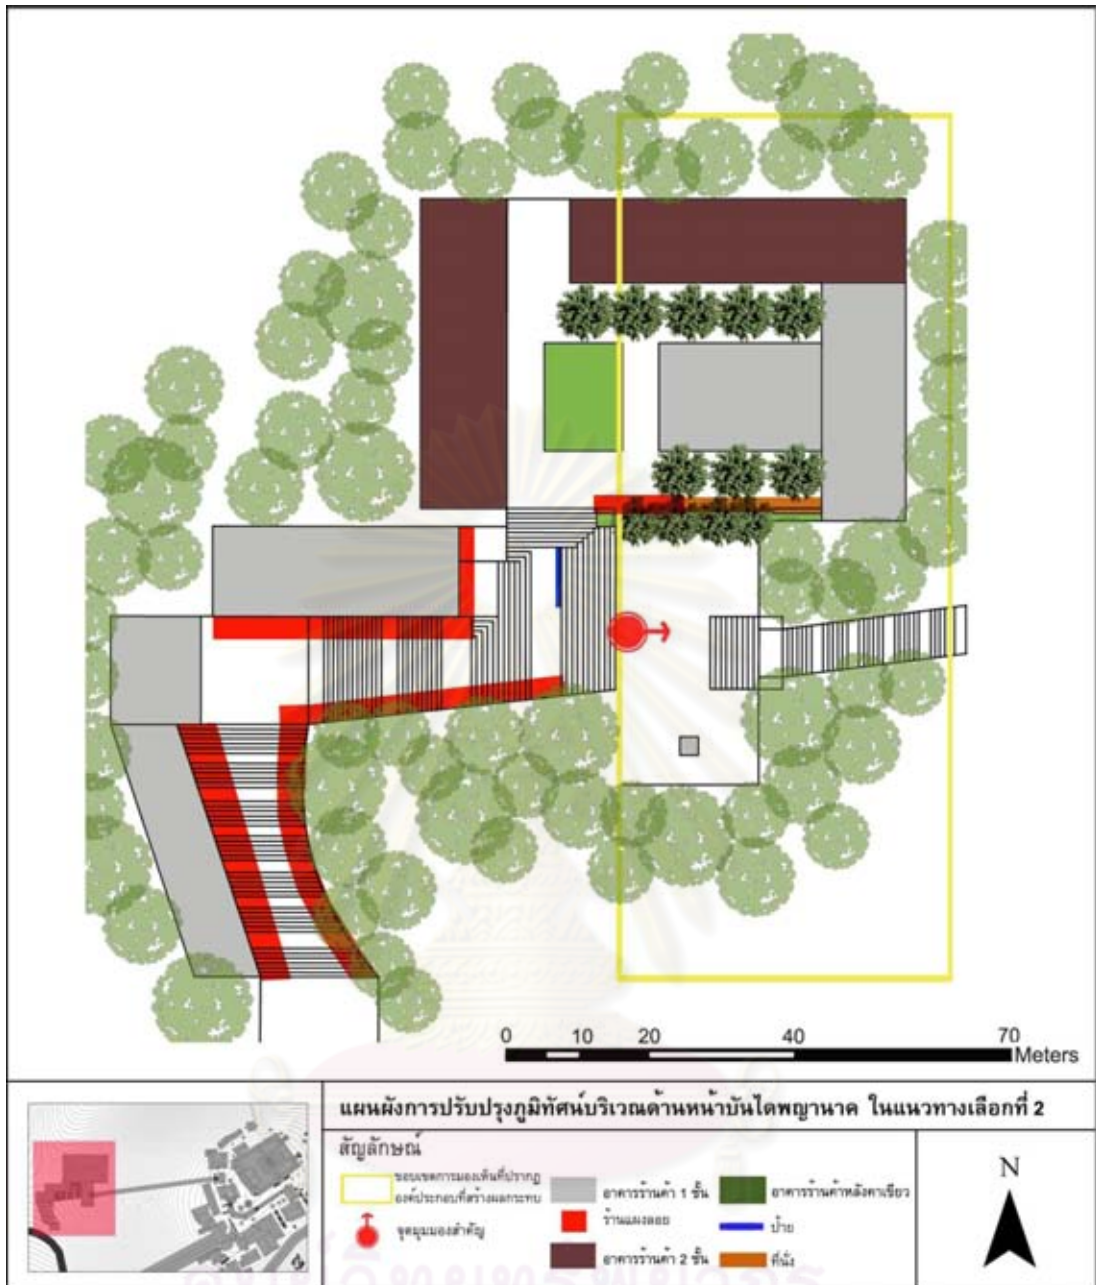 0 10 20 40 70
Meters
แผนผังการปรับปรุงภูมิทัศน์บริเวณด้านหน้าบันไดพญานาค ในแนวทางเลือกที่ 2
สัญลักษณ์
ขอบเขตการมองเห็นที่ปรากฏ
องค์ประกอบที่สร้างผลกระทบ
จุดมุมมองสำคัญ
อาคารร้านค้า 1 ชั้น
ร้านแผงลอย
อาคารร้านค้า 2 ชั้น
อาคารร้านค้าหลังคาเขียว
ป้าย
ที่นั่ง
N